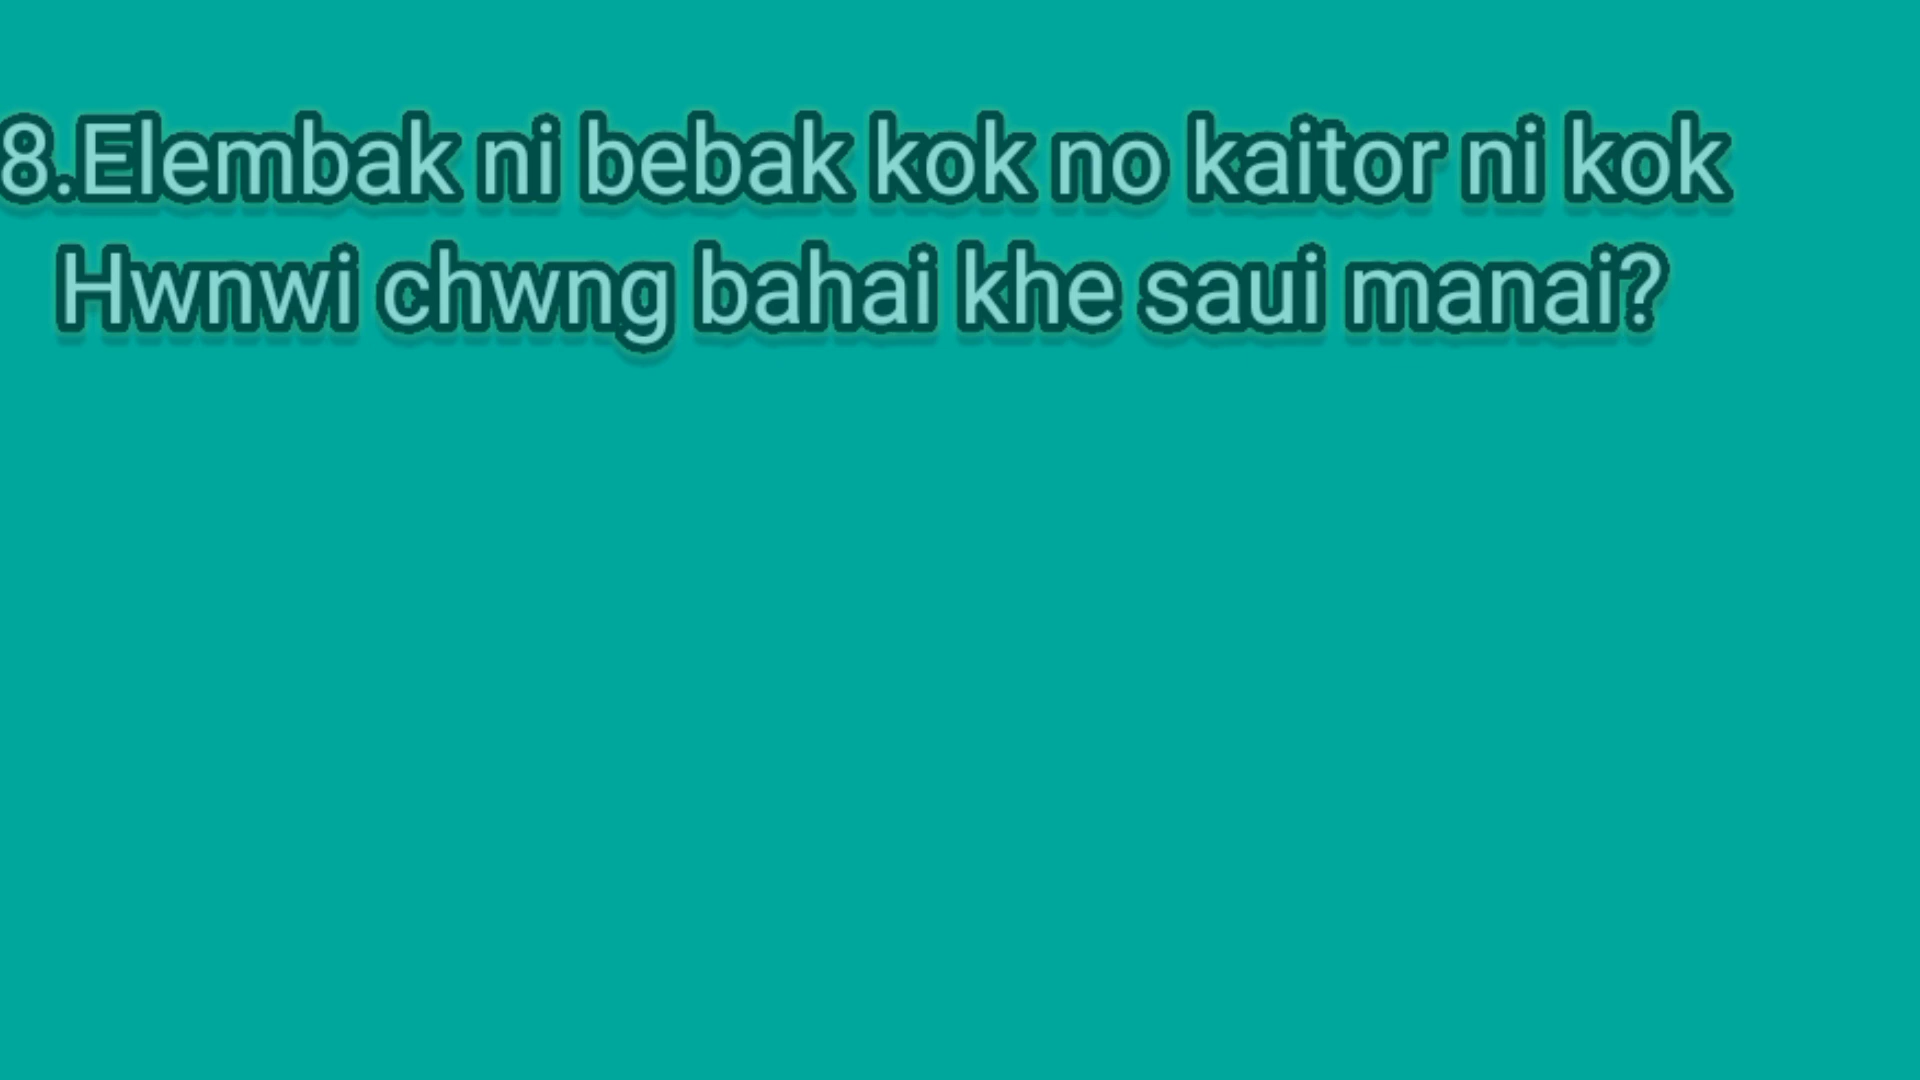 8.Elembak ni bebak kok no kaitor ni kok
Hwnwi chwng bahai khe saui manai?